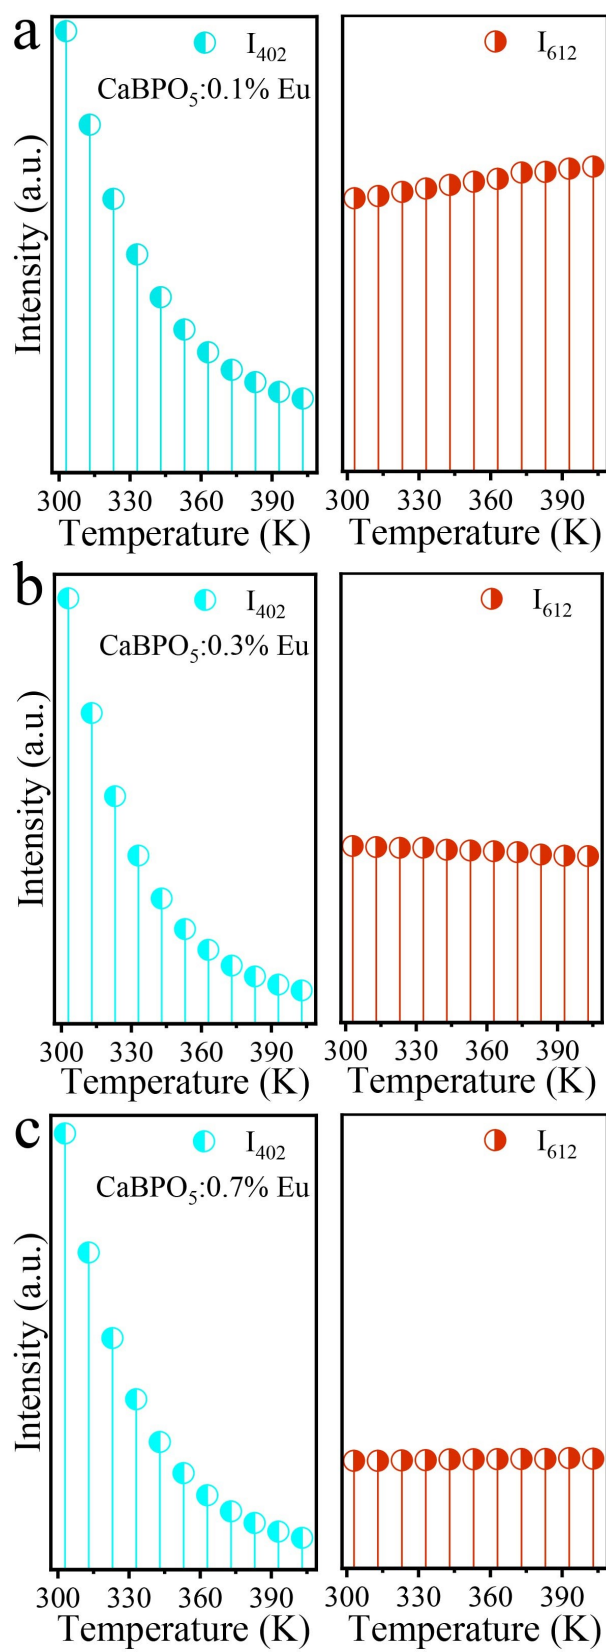 a
I₄₀₂
CaBPO₅:0.1% Eu
Intensity (a.u.)
300 330 360 390
Temperature (K)
I₆₁₂
300 330 360 390
Temperature (K)
b
I₄₀₂
CaBPO₅:0.3% Eu
Intensity (a.u.)
300 330 360 390
Temperature (K)
I₆₁₂
300 330 360 390
Temperature (K)
c
I₄₀₂
CaBPO₅:0.7% Eu
Intensity (a.u.)
300 330 360 390
Temperature (K)
I₆₁₂
300 330 360 390
Temperature (K)